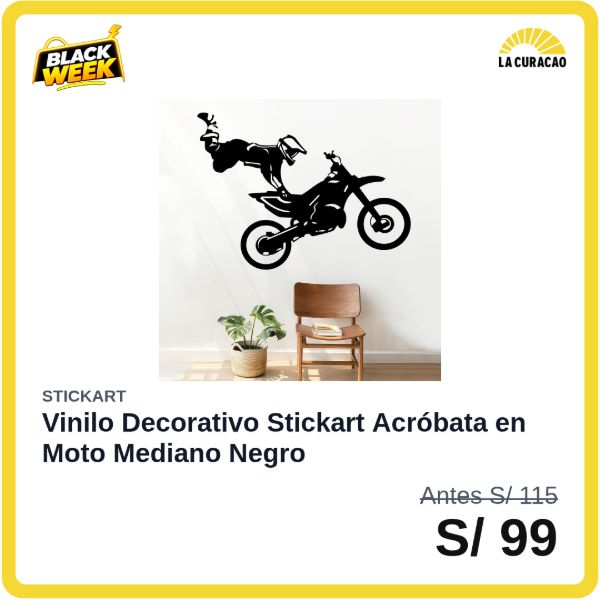 BLACK
WEEK
LA CURACAO
STICKART
Vinilo Decorativo Stickart Acróbata en
Moto Mediano Negro
Antes S/ 115
S/ 99